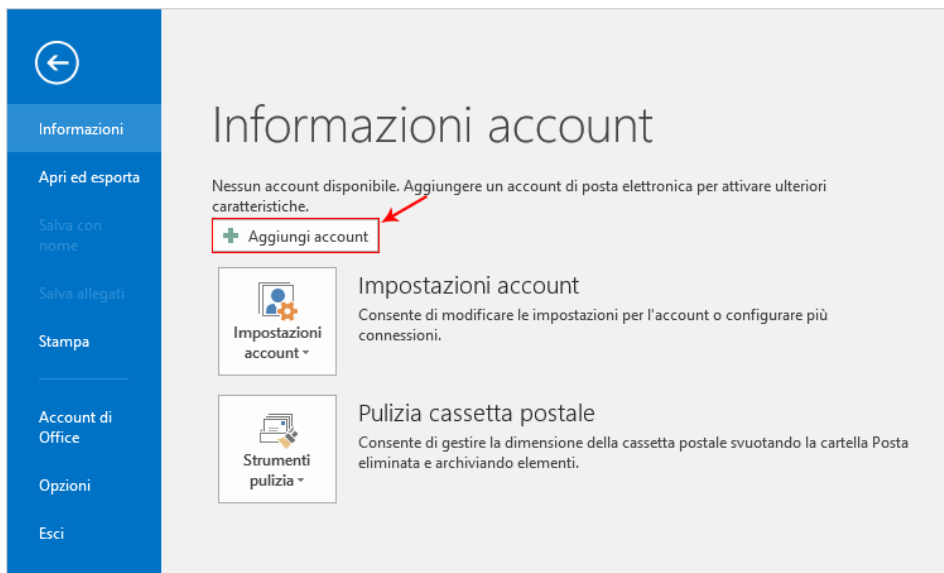 Informazioni
Apri ed esporta
Salva con
nome
Salva allegati
Stampa
Account di
Office
Opzioni
Esci
Informazioni account
Nessun account disponibile. Aggiungere un account di posta elettronica per attivare ulteriori
caratteristiche.
Aggiungi account
Impostazioni
account
Impostazioni account
Consente di modificare le impostazioni per l'account o configurare più
connessioni.
Strumenti
pulizia
Pulizia cassetta postale
Consente di gestire la dimensione della cassetta postale svuotando la cartella Posta
eliminata e archiviando elementi.